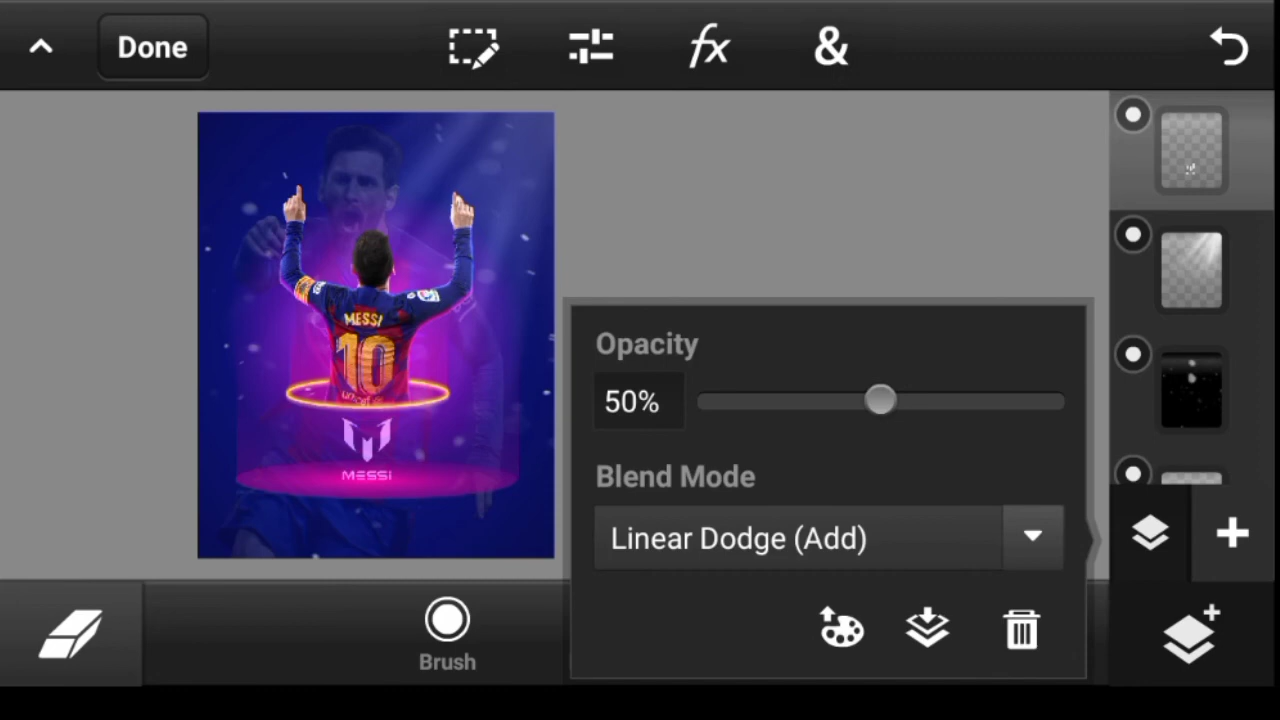 Done
fx
&
MESSI
10
MESSI
Opacity
50%
Blend Mode
Linear Dodge (Add)
Brush